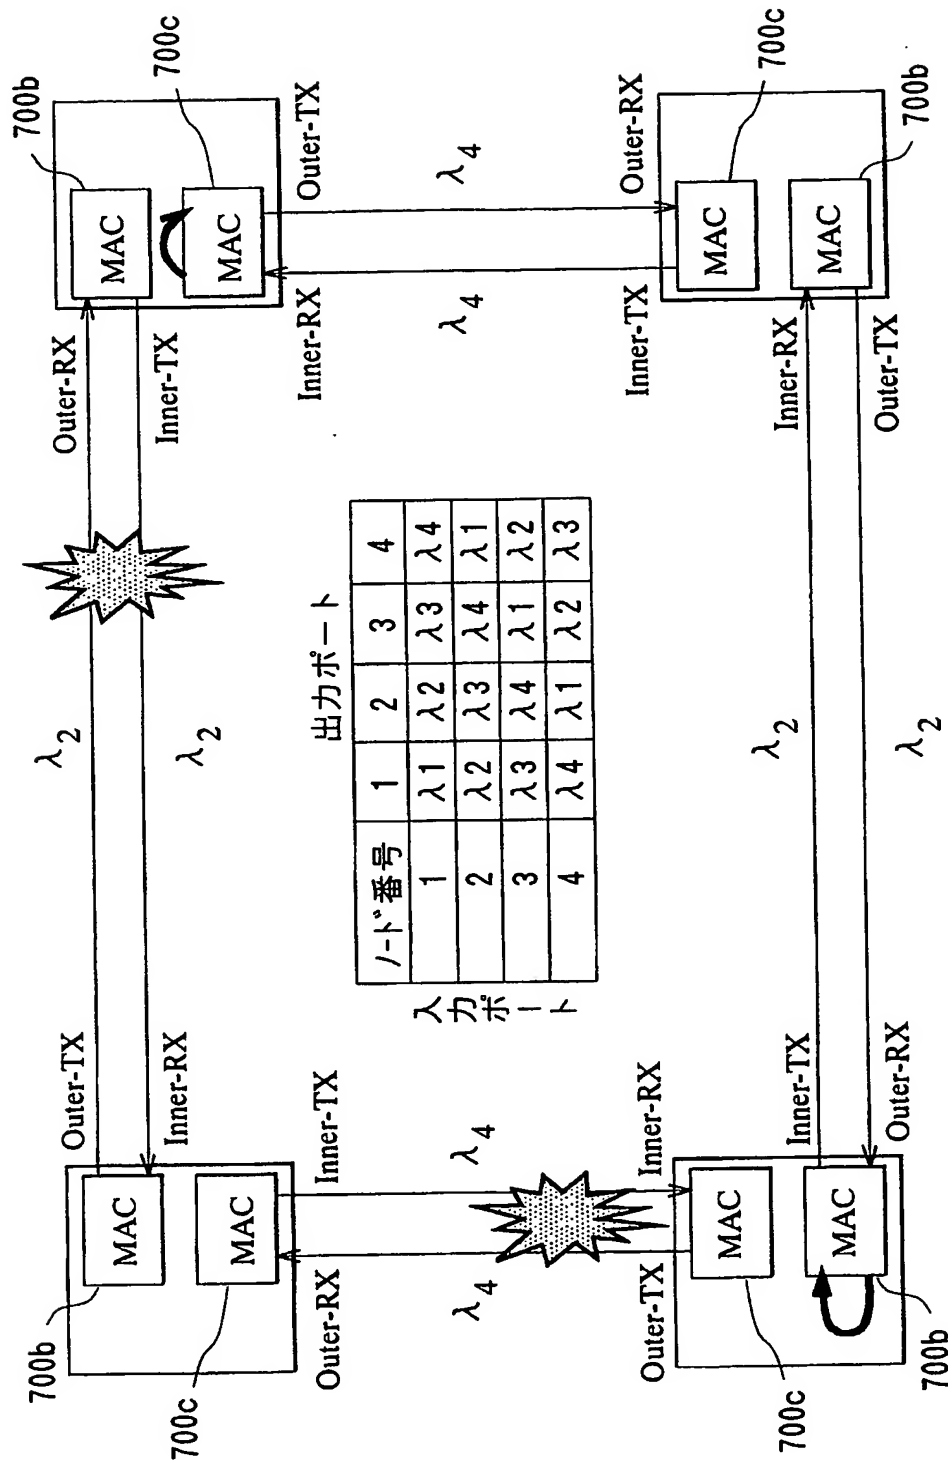 700b
700b
λ2
Outer-TX
Outer-RX
MAC
MAC
Inner-RX
Inner-TX
λ2
700c
700c
MAC
MAC
Outer-RX
Inner-TX
Inner-RX
Outer-TX
出力ポート
ノード番号 1 2 3 4
1 λ1 λ2 λ3 λ4
2 λ2 λ3 λ4 λ1
3 λ3 λ4 λ1 λ2
4 λ4 λ1 λ2 λ3
入力ポート
λ4
λ4
λ4
λ4
Outer-TX
Inner-RX
Inner-TX
Outer-RX
MAC
MAC
700c
700c
λ2
Inner-TX
Inner-RX
MAC
MAC
Outer-RX
Outer-TX
λ2
700b
700b